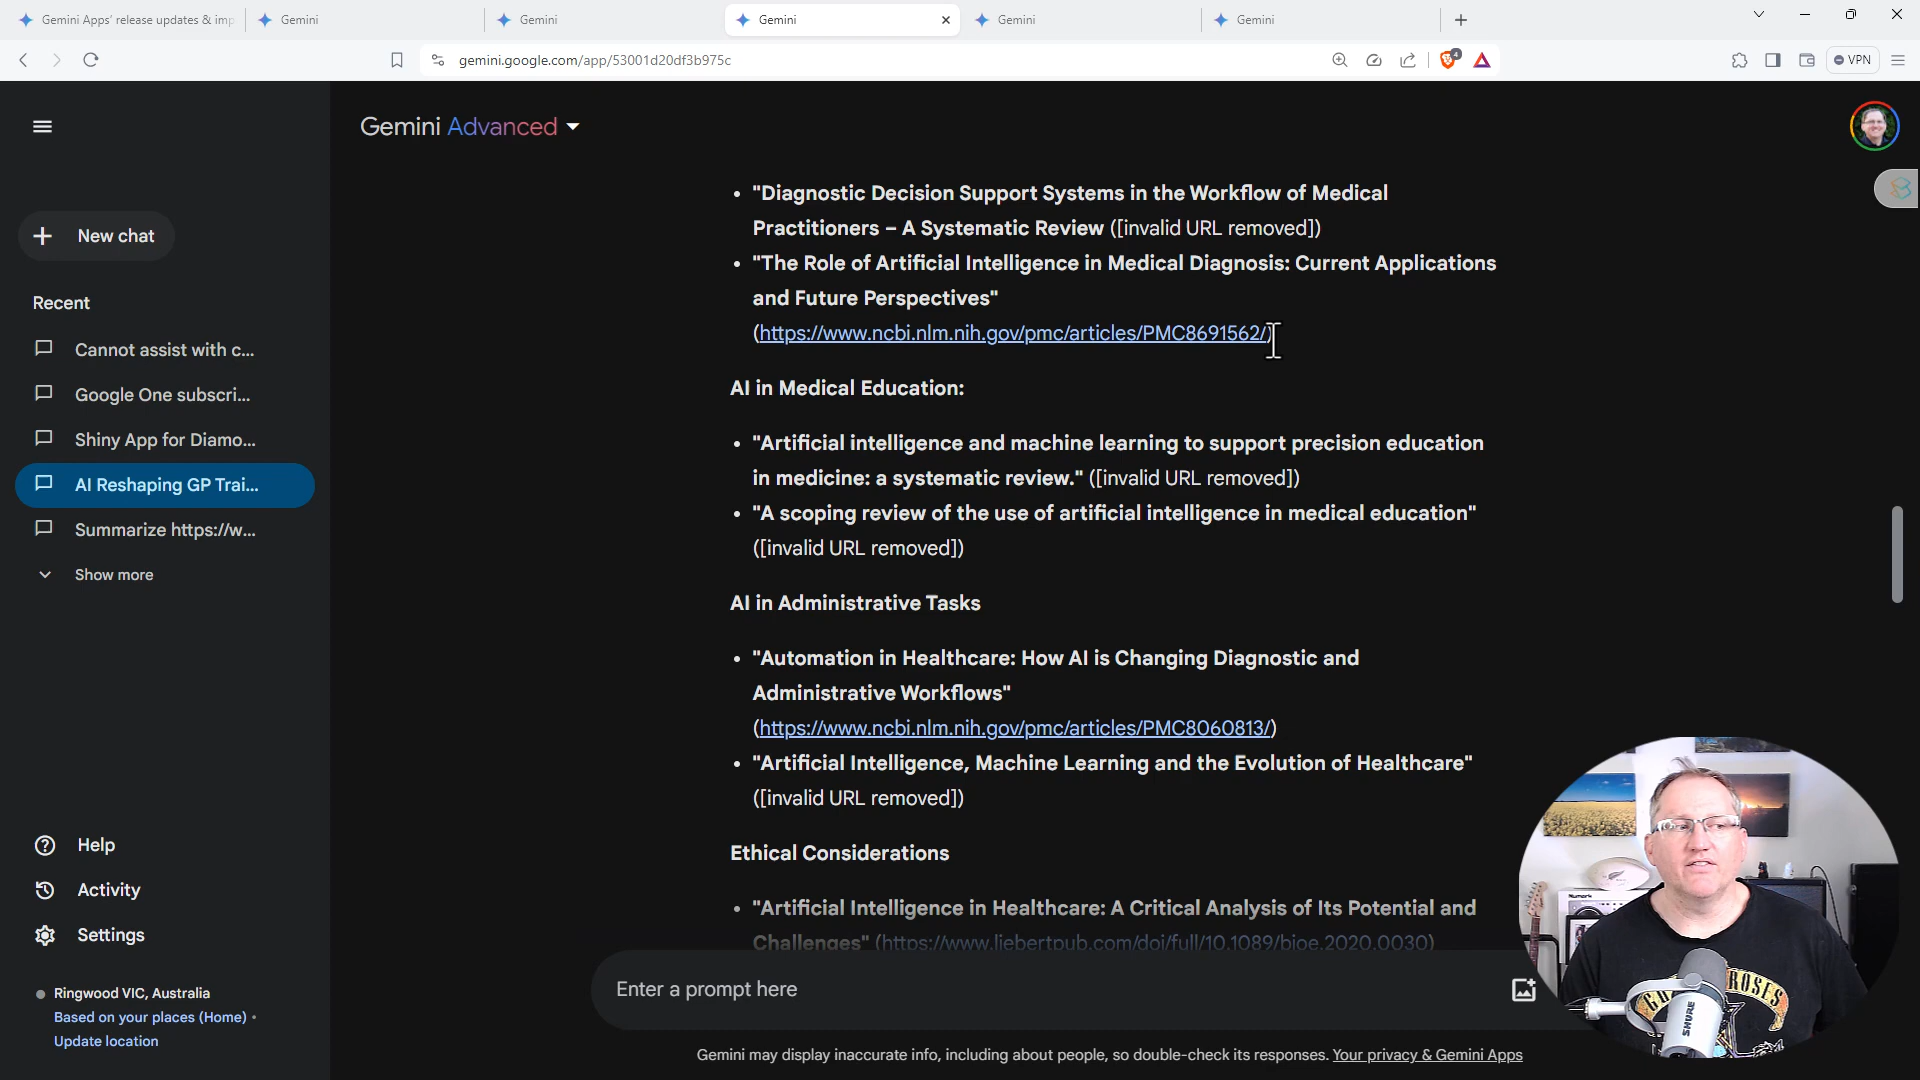 Gemini Apps' release updates & imp
Gemini
Gemini
Gemini
Gemini
Gemini
gemini.google.com/app/53001d20df3b975c
4
VPN
Gemini Advanced
New chat
Recent
Cannot assist with c...
Google One subscri...
Shiny App for Diamo...
AI Reshaping GP Trai...
Summarize https://w...
Show more
Help
Activity
Settings
Ringwood VIC, Australia
Based on your places (Home) •
Update location
• "Diagnostic Decision Support Systems in the Workflow of Medical
Practitioners – A Systematic Review ([invalid URL removed])
• "The Role of Artificial Intelligence in Medical Diagnosis: Current Applications
and Future Perspectives"
(https://www.ncbi.nlm.nih.gov/pmc/articles/PMC8691562/)
AI in Medical Education:
• "Artificial intelligence and machine learning to support precision education
in medicine: a systematic review." ([invalid URL removed])
• "A scoping review of the use of artificial intelligence in medical education"
([invalid URL removed])
AI in Administrative Tasks
• "Automation in Healthcare: How AI is Changing Diagnostic and
Administrative Workflows"
(https://www.ncbi.nlm.nih.gov/pmc/articles/PMC8060813/)
• "Artificial Intelligence, Machine Learning and the Evolution of Healthcare"
([invalid URL removed])
Ethical Considerations
• "Artificial Intelligence in Healthcare: A Critical Analysis of Its Potential and
Challenges" (https://www.liebertpub.com/doi/full/10.1089/bioe.2020.0030)
Enter a prompt here
Gemini may display inaccurate info, including about people, so double-check its responses. Your privacy & Gemini Apps
SHURE